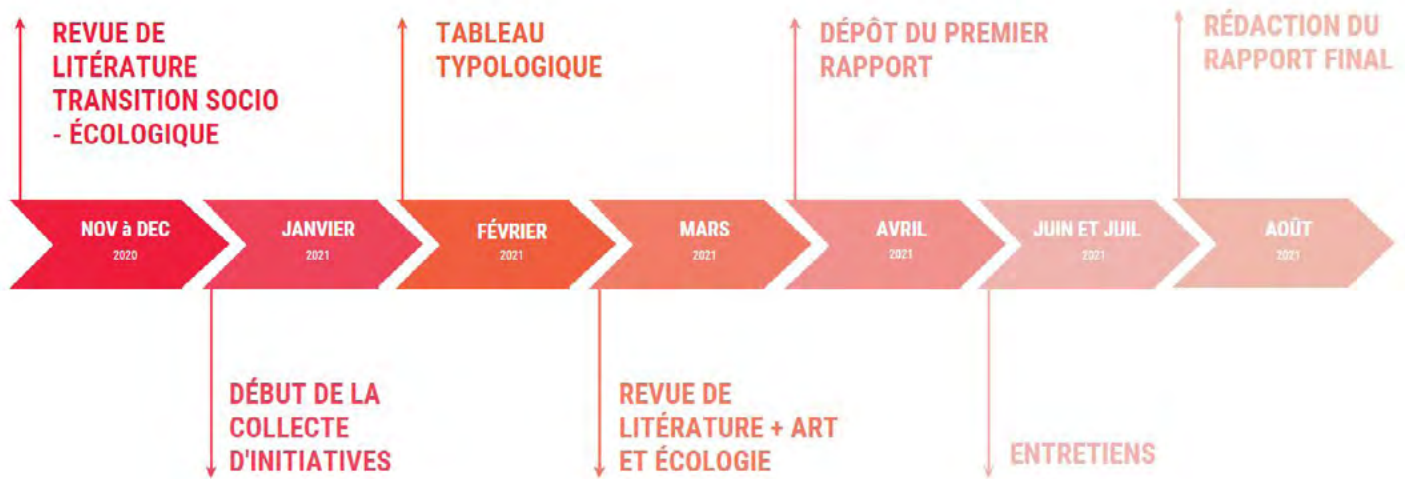 REVUE DE
LITÉRATURE
TRANSITION SOCIO
- ÉCOLOGIQUE
TABLEAU
TYPOLOGIQUE
DÉPÔT DU PREMIER
RAPPORT
RÉDACTION DU
RAPPORT FINAL
NOV à DEC
2020
JANVIER
2021
FÉVRIER
2021
MARS
2021
AVRIL
2021
JUIN ET JUIL
2021
AOÛT
2021
DÉBUT DE LA
COLLECTE
D'INITIATIVES
REVUE DE
LITÉRATURE + ART
ET ÉCOLOGIE
ENTRETIENS